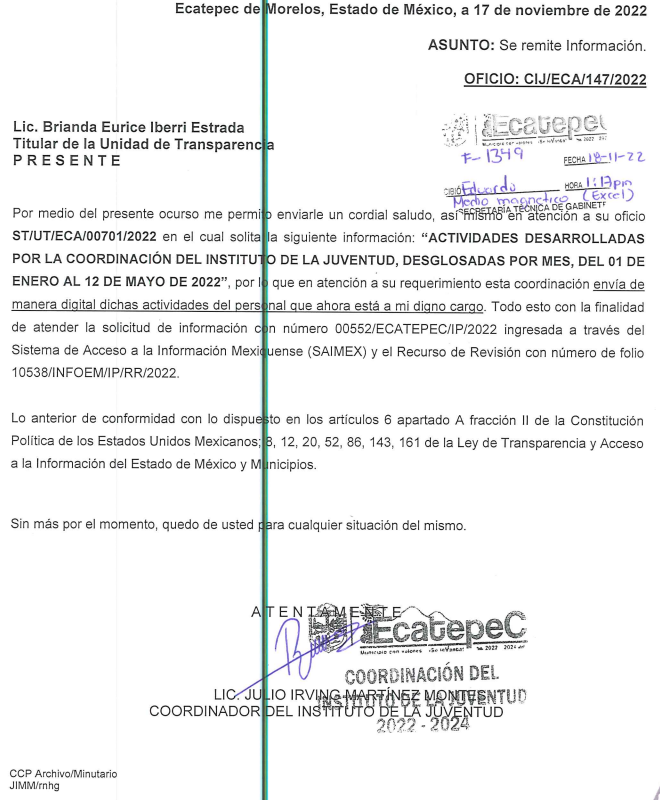 Ecatepec de Morelos, Estado de México, a 17 de noviembre de 2022
ASUNTO: Se remite Información.
OFICIO: CIJ/ECA/147/2022
Lic. Brianda Eurice Iberri Estrada
Titular de la Unidad de Transparencia
PRESENTE
Ecatepec
F-1349
FECHA 18-11-22
CIBIÓ Eduardo HORA 1:17pm
Medio magnetico (Excel)
SECRETARÍA TÉCNICA DE GABINETE
Por medio del presente ocurso me permito enviarle un cordial saludo, así mismo en atención a su oficio
ST/UT/ECA/00701/2022 en el cual solita la siguiente información: “ACTIVIDADES DESARROLLADAS
POR LA COORDINACIÓN DEL INSTITUTO DE LA JUVENTUD, DESGLOSADAS POR MES, DEL 01 DE
ENERO AL 12 DE MAYO DE 2022”, por lo que en atención a su requerimiento esta coordinación envía de
manera digital dichas actividades del personal que ahora está a mi digno cargo. Todo esto con la finalidad
de atender la solicitud de información con número 00552/ECATEPEC/IP/2022 ingresada a través del
Sistema de Acceso a la Información Mexiquense (SAIMEX) y el Recurso de Revisión con número de folio
10538/INFOEM/IP/RR/2022.
Lo anterior de conformidad con lo dispuesto en los artículos 6 apartado A fracción II de la Constitución
Política de los Estados Unidos Mexicanos; 8, 12, 20, 52, 86, 143, 161 de la Ley de Transparencia y Acceso
a la Información del Estado de México y Municipios.
Sin más por el momento, quedo de usted para cualquier situación del mismo.
ATENTAMENTE
EcatepeC
Municipio con valores 2022 2024
COORDINACIÓN DEL
INSTITUTO DE LA JUVENTUD
2022 - 2024
LIC. JULIO IRVING MARTÍNEZ MONTES
COORDINADOR DEL INSTITUTO DE LA JUVENTUD
CCP Archivo/Minutario
JIMM/rnhg